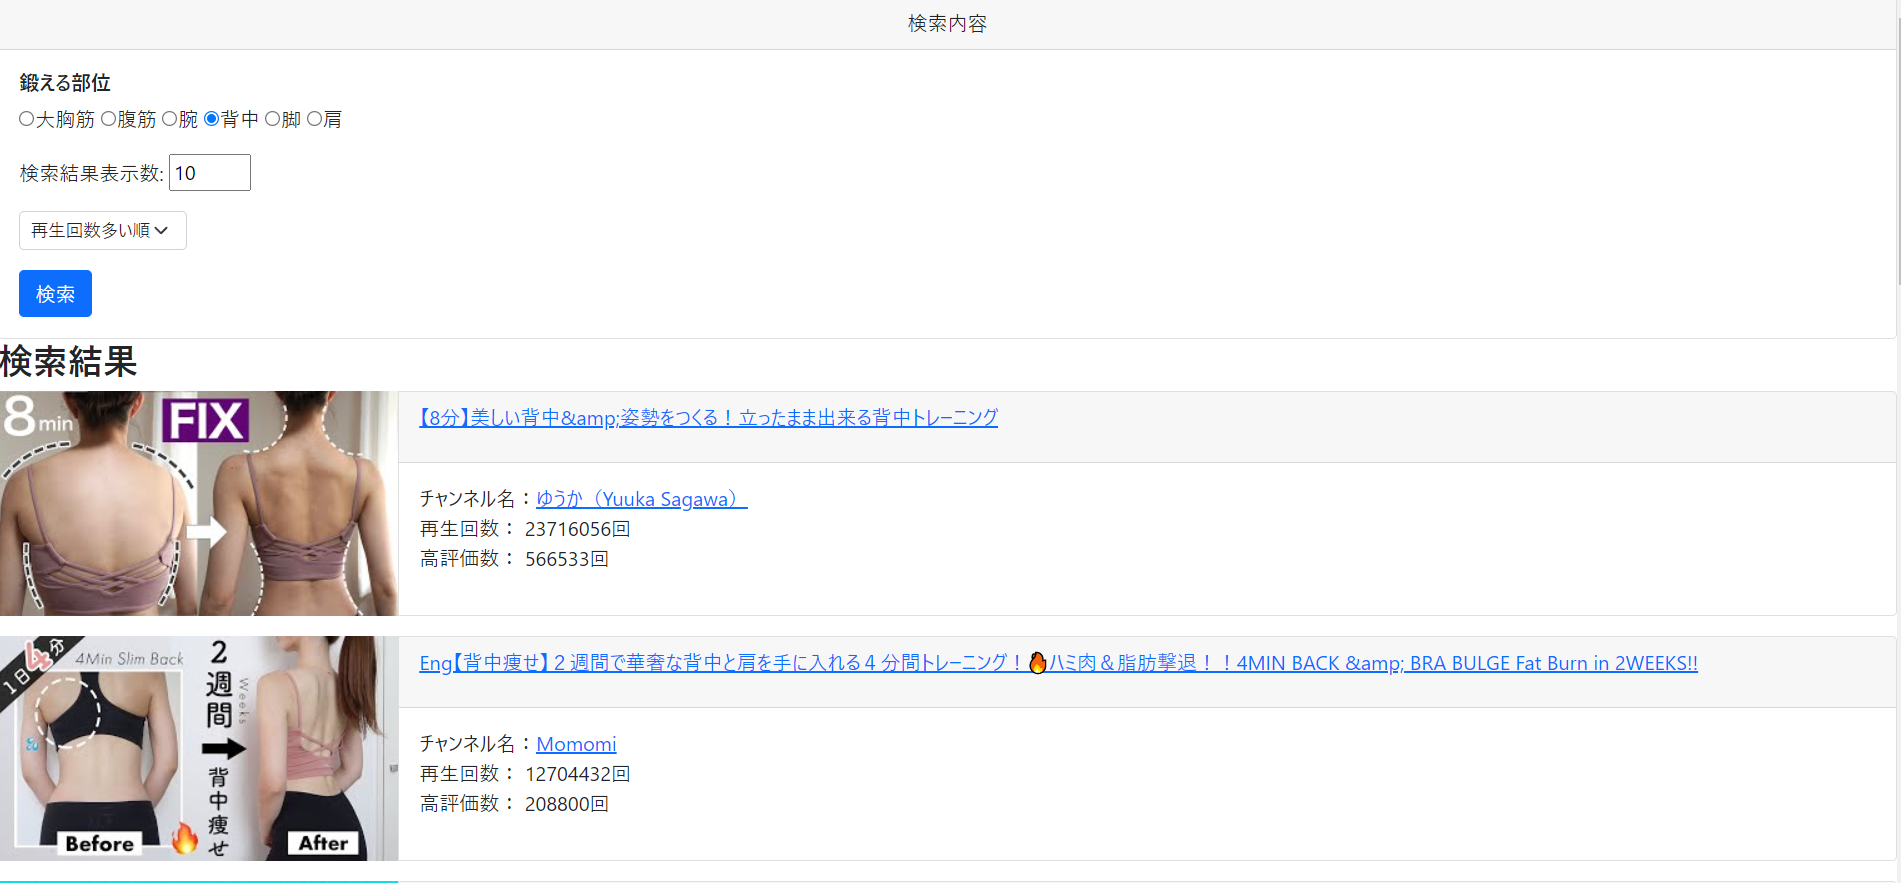 検索内容
鍛える部位
大胸筋 腹筋 腕 背中 脚 肩
検索結果表示数: 10
再生回数多い順
検索
検索結果
8 min FIX
【8分】美しい背中&amp;姿勢をつくる！立ったまま出来る背中トレーニング
チャンネル名：ゆうか（Yuuka Sagawa）
再生回数： 23716056回
高評価数： 566533回
1日4分
4Min Slim Back
2週間
Weeks
背中痩せ
Before
After
Eng【背中痩せ】２週間で華奢な背中と肩を手に入れる４分間トレーニング！🔥ハミ肉＆脂肪撃退！！4MIN BACK &amp; BRA BULGE Fat Burn in 2WEEKS!!
チャンネル名：Momomi
再生回数： 12704432回
高評価数： 208800回